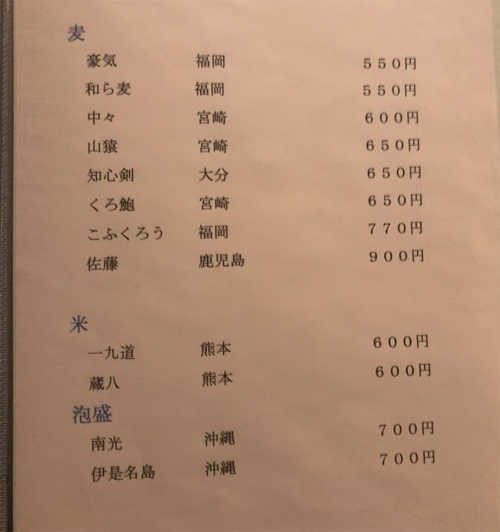 麦
豪気 福岡 550円
和ら麦 福岡 550円
中々 宮崎 600円
山猿 宮崎 650円
知心剣 大分 650円
くろ鮑 宮崎 650円
こふくろう 福岡 770円
佐藤 鹿児島 900円
米
一九道 熊本 600円
蔵八 熊本 600円
泡盛
南光 沖縄 700円
伊是名島 沖縄 700円